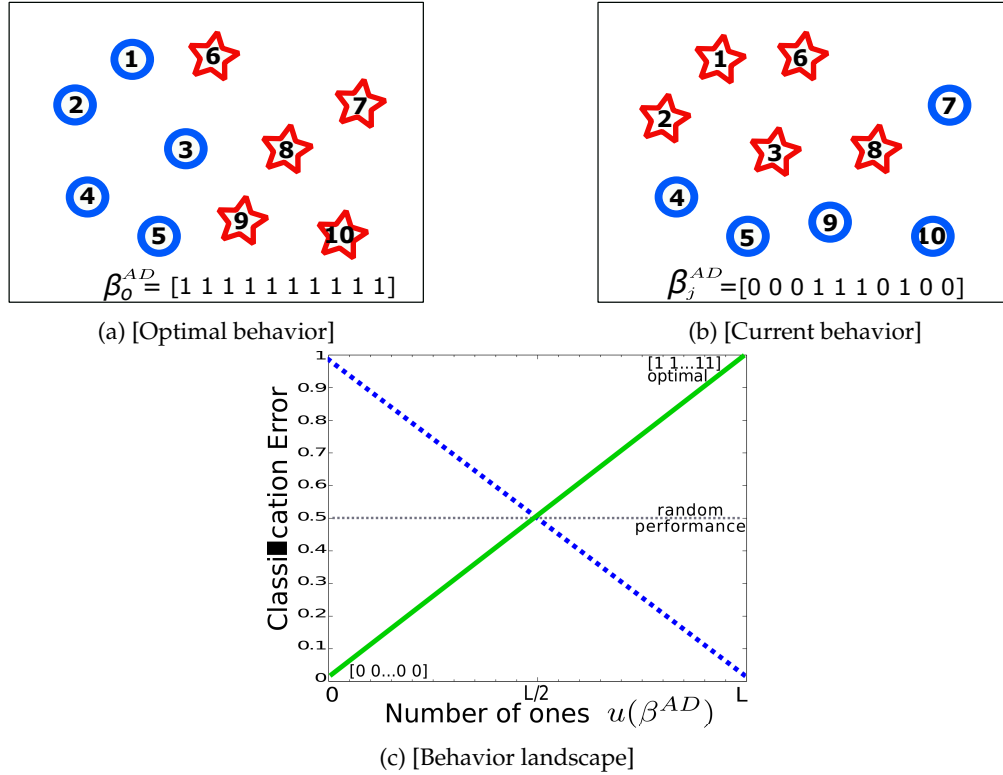 1 6
2 7
3 8
4 9
5 10
β_o^{AD}= [1 1 1 1 1 1 1 1 1 1]
(a) [Optimal behavior]
1 6
2 7
3 8
4 9
5 10
β_j^{AD}=[0 0 0 1 1 1 0 1 0 0]
(b) [Current behavior]
Classi■cation Error
1
0.9
0.8
0.7
0.6
0.5
0.4
0.3
0.2
0.1
0
[1 1...11]
optimal
random
performance
[0 0...0 0]
0 L/2 L
Number of ones u(β^{AD})
(c) [Behavior landscape]